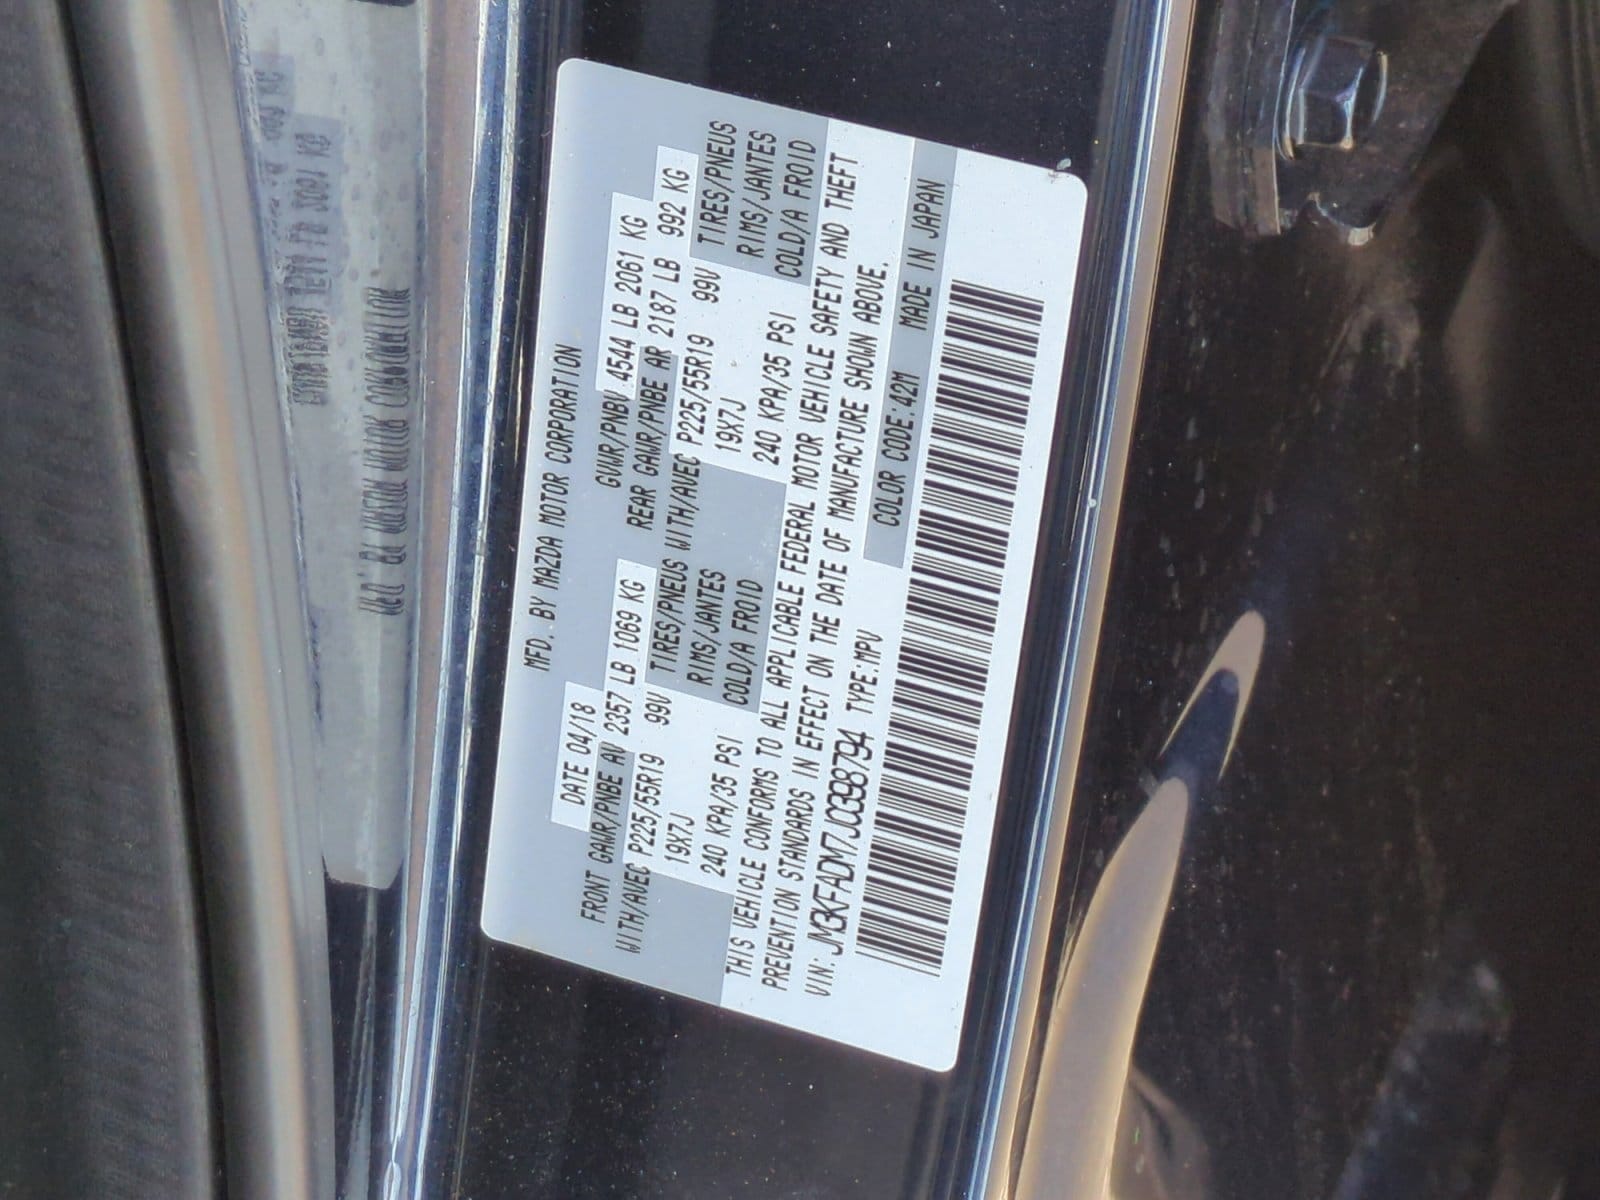 MFD. BY MAZDA MOTOR CORPORATION
DATE 04/18 GVWR/PNBV 4544 LB 2061 KG
FRONT GAWR/PNBE AV 2357 LB 1069 KG REAR GAWR/PNBE AR 2187 LB 992 KG
WITH/AVEC P225/55R19 99V TIRES/PNEUS WITH/AVEC P225/55R19 99V TIRES/PNEUS
19X7J RIMS/JANTES 19X7J RIMS/JANTES
240 KPA/35 PSI COLD/A FROID 240 KPA/35 PSI COLD/A FROID
THIS VEHICLE CONFORMS TO ALL APPLICABLE FEDERAL MOTOR VEHICLE SAFETY AND THEFT
PREVENTION STANDARDS IN EFFECT ON THE DATE OF MANUFACTURE SHOWN ABOVE.
VIN: JM3KFADM7J0398794 TYPE:MPV COLOR CODE:42M MADE IN JAPAN